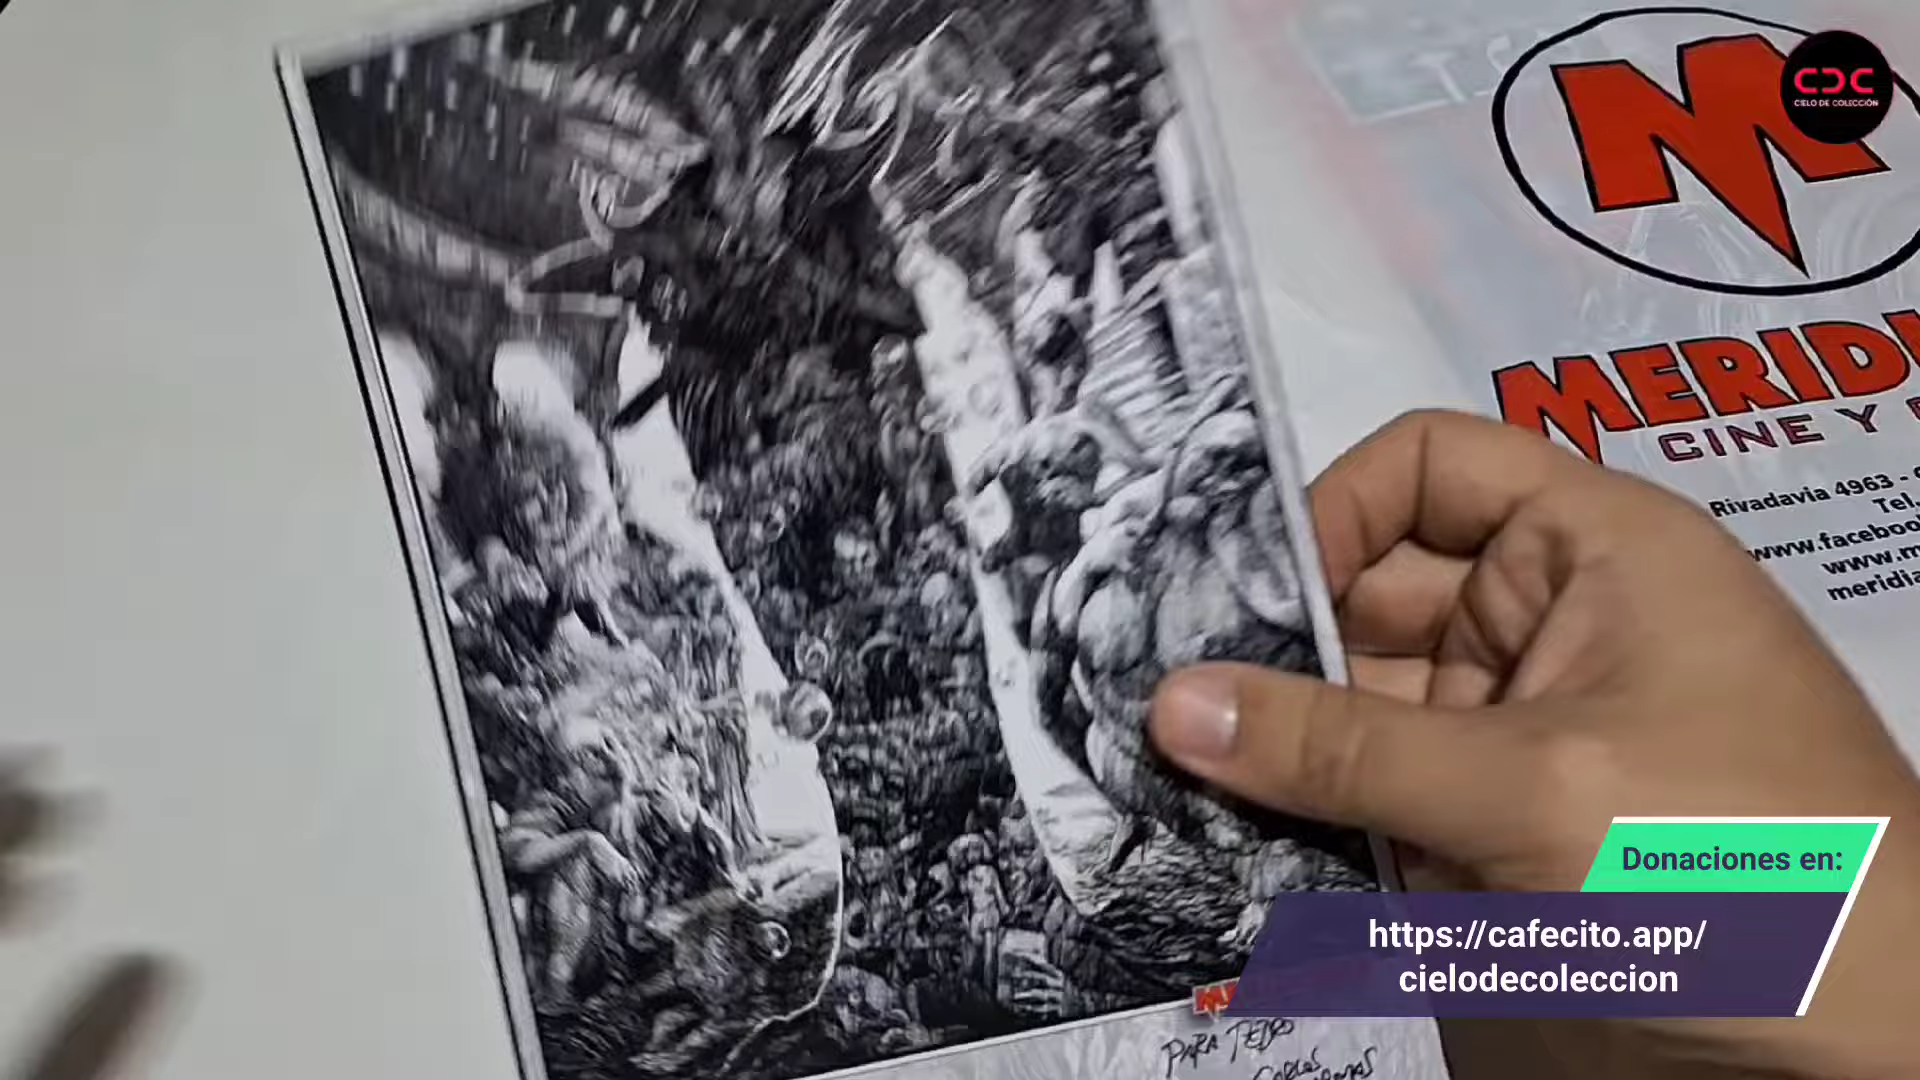 CDC
CIELO DE COLECCIÓN
M
MERIDI
CINE Y
Rivadavia 4963 -
Tel.
www.faceboo
www.m
meridia
Donaciones en:
https://cafecito.app/
cielodecoleccion
PARA